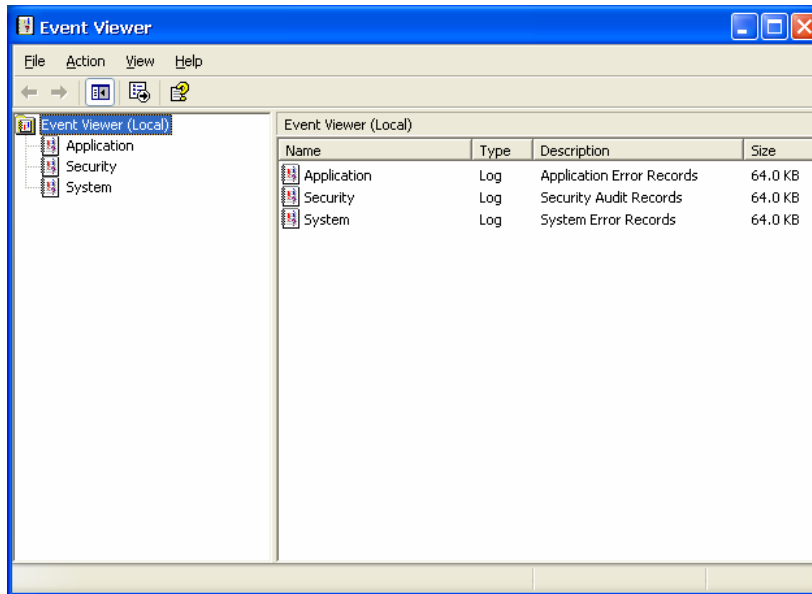 Event Viewer
File Action View Help
Event Viewer (Local)
Application
Security
System
Event Viewer (Local)
Name Type Description Size
Application Log Application Error Records 64.0 KB
Security Log Security Audit Records 64.0 KB
System Log System Error Records 64.0 KB